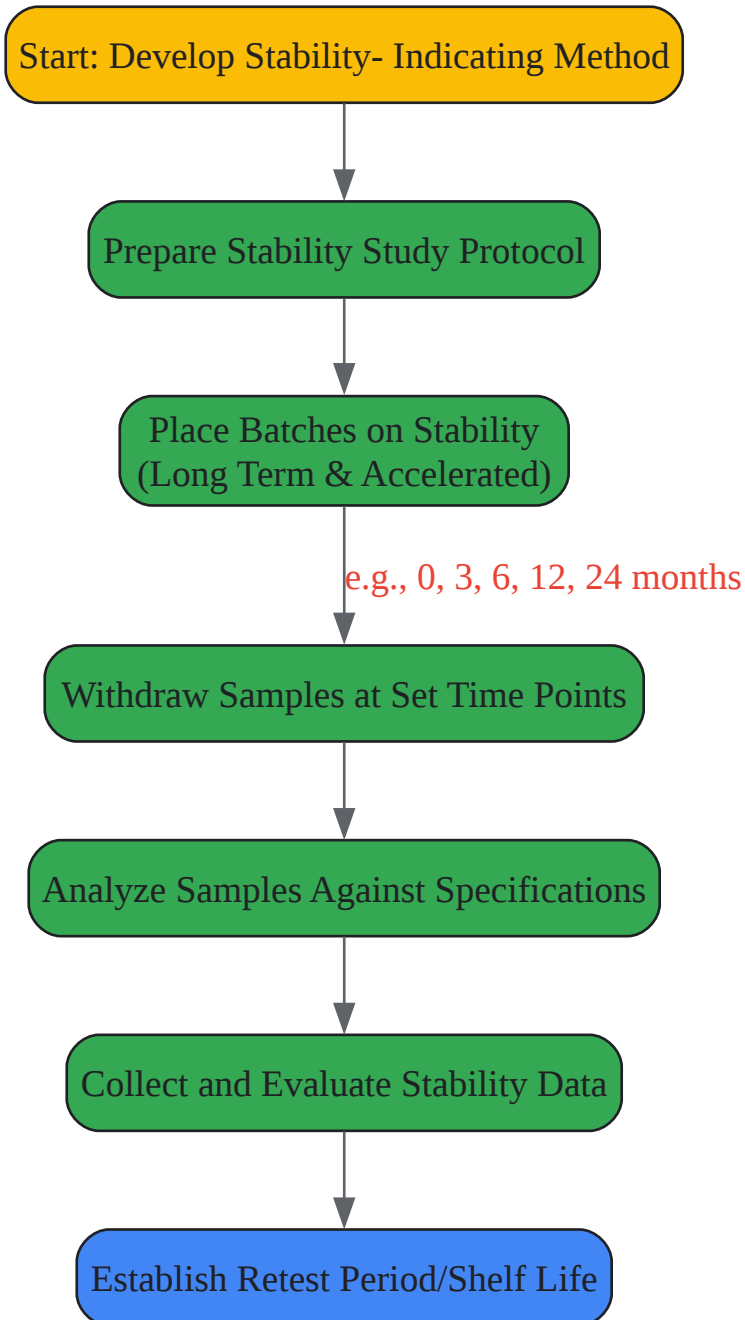 Start: Develop Stability- Indicating Method
Prepare Stability Study Protocol
Place Batches on Stability
(Long Term & Accelerated)
e.g., 0, 3, 6, 12, 24 months
Withdraw Samples at Set Time Points
Analyze Samples Against Specifications
Collect and Evaluate Stability Data
Establish Retest Period/Shelf Life